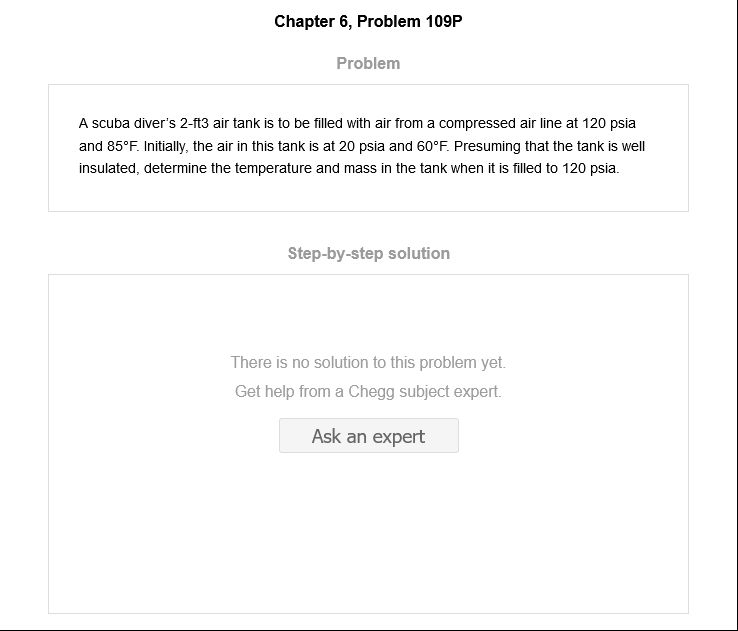 Chapter 6, Problem 109P
Problem
A scuba diver's 2-ft3 air tank is to be filled with air from a compressed air line at 120 psia
and 85°F. Initially, the air in this tank is at 20 psia and 60°F. Presuming that the tank is well
insulated, determine the temperature and mass in the tank when it is filled to 120 psia.
Step-by-step solution
There is no solution to this problem yet.
Get help from a Chegg subject expert.
Ask an expert